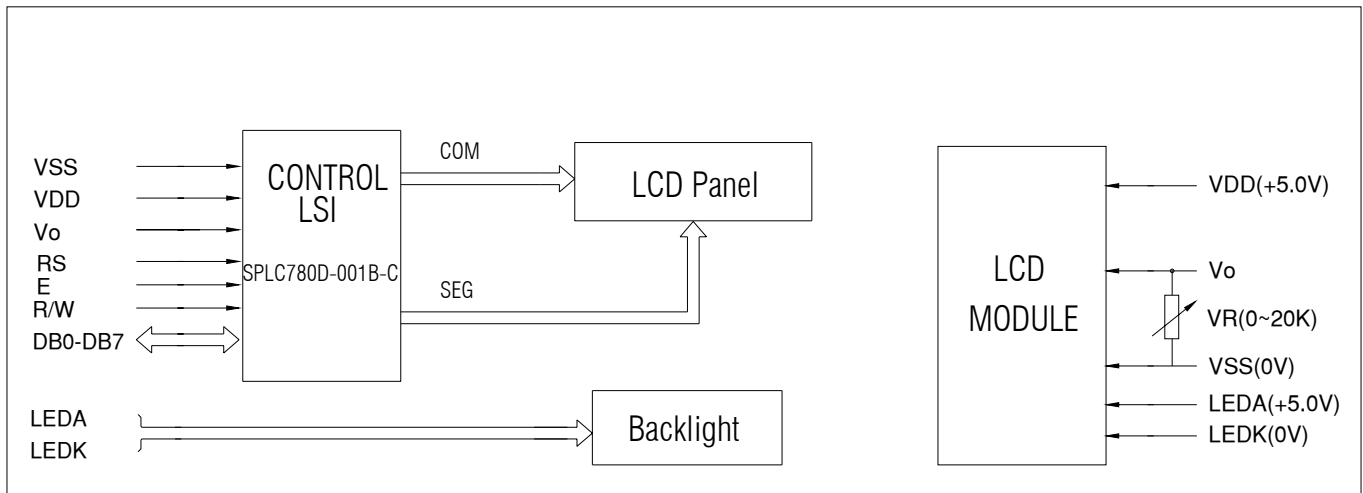 VSS
VDD
Vo
RS
E
R/W
DB0-DB7
CONTROL
LSI
SPLC780D-001B-C
COM
SEG
LCD Panel
LEDA
LEDK
Backlight
LCD
MODULE
VDD(+5.0V)
Vo
VR(0~20K)
VSS(0V)
LEDA(+5.0V)
LEDK(0V)